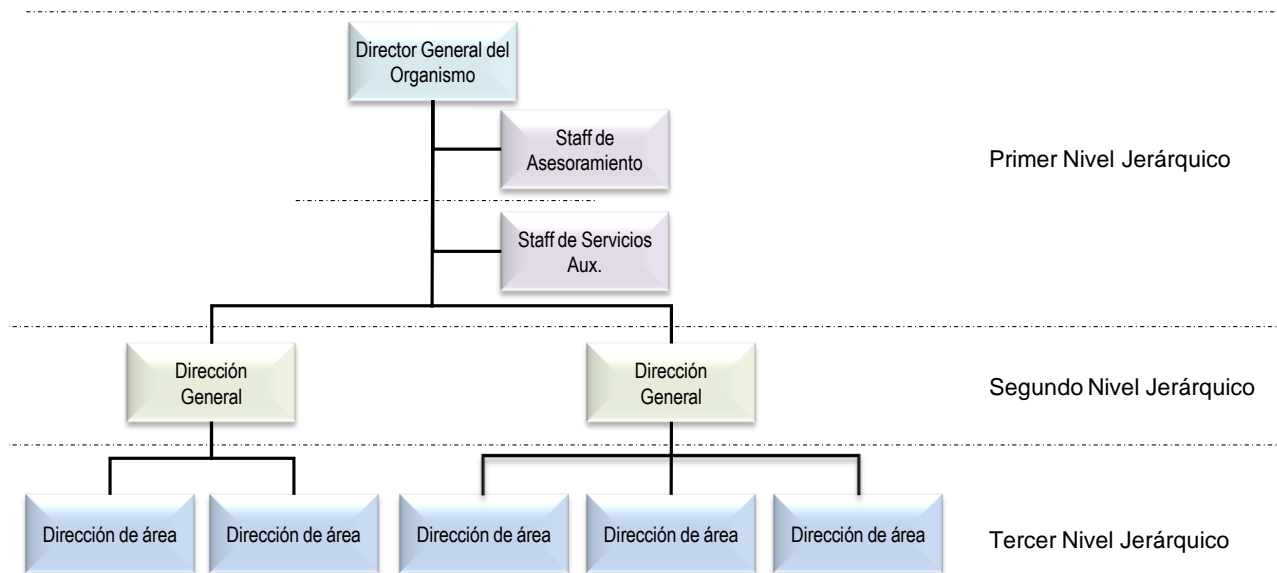 Director General del
Organismo
Staff de
Asesoramiento
Primer Nivel Jerárquico
Staff de Servicios
Aux.
Dirección
General
Dirección
General
Segundo Nivel Jerárquico
Dirección de área
Dirección de área
Dirección de área
Dirección de área
Dirección de área
Tercer Nivel Jerárquico